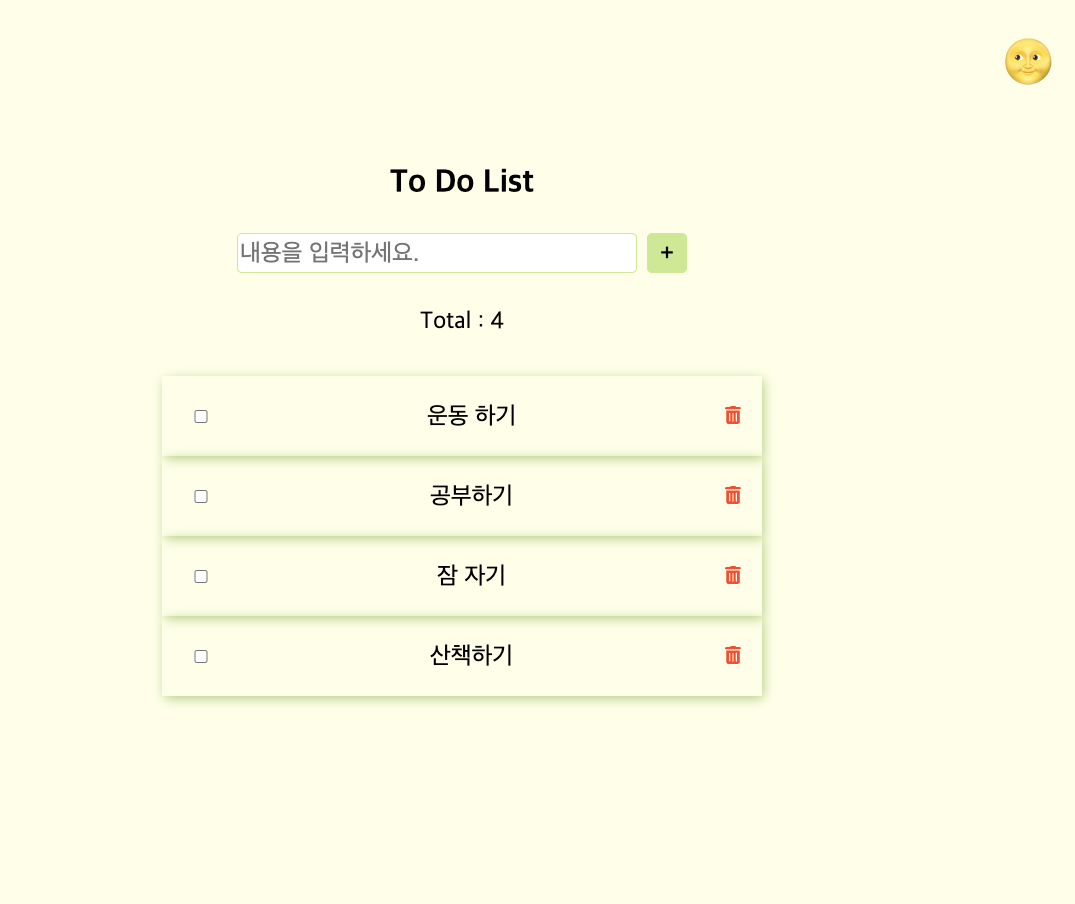 To Do List
내용을 입력하세요.
+
Total : 4
운동 하기
공부하기
잠 자기
산책하기